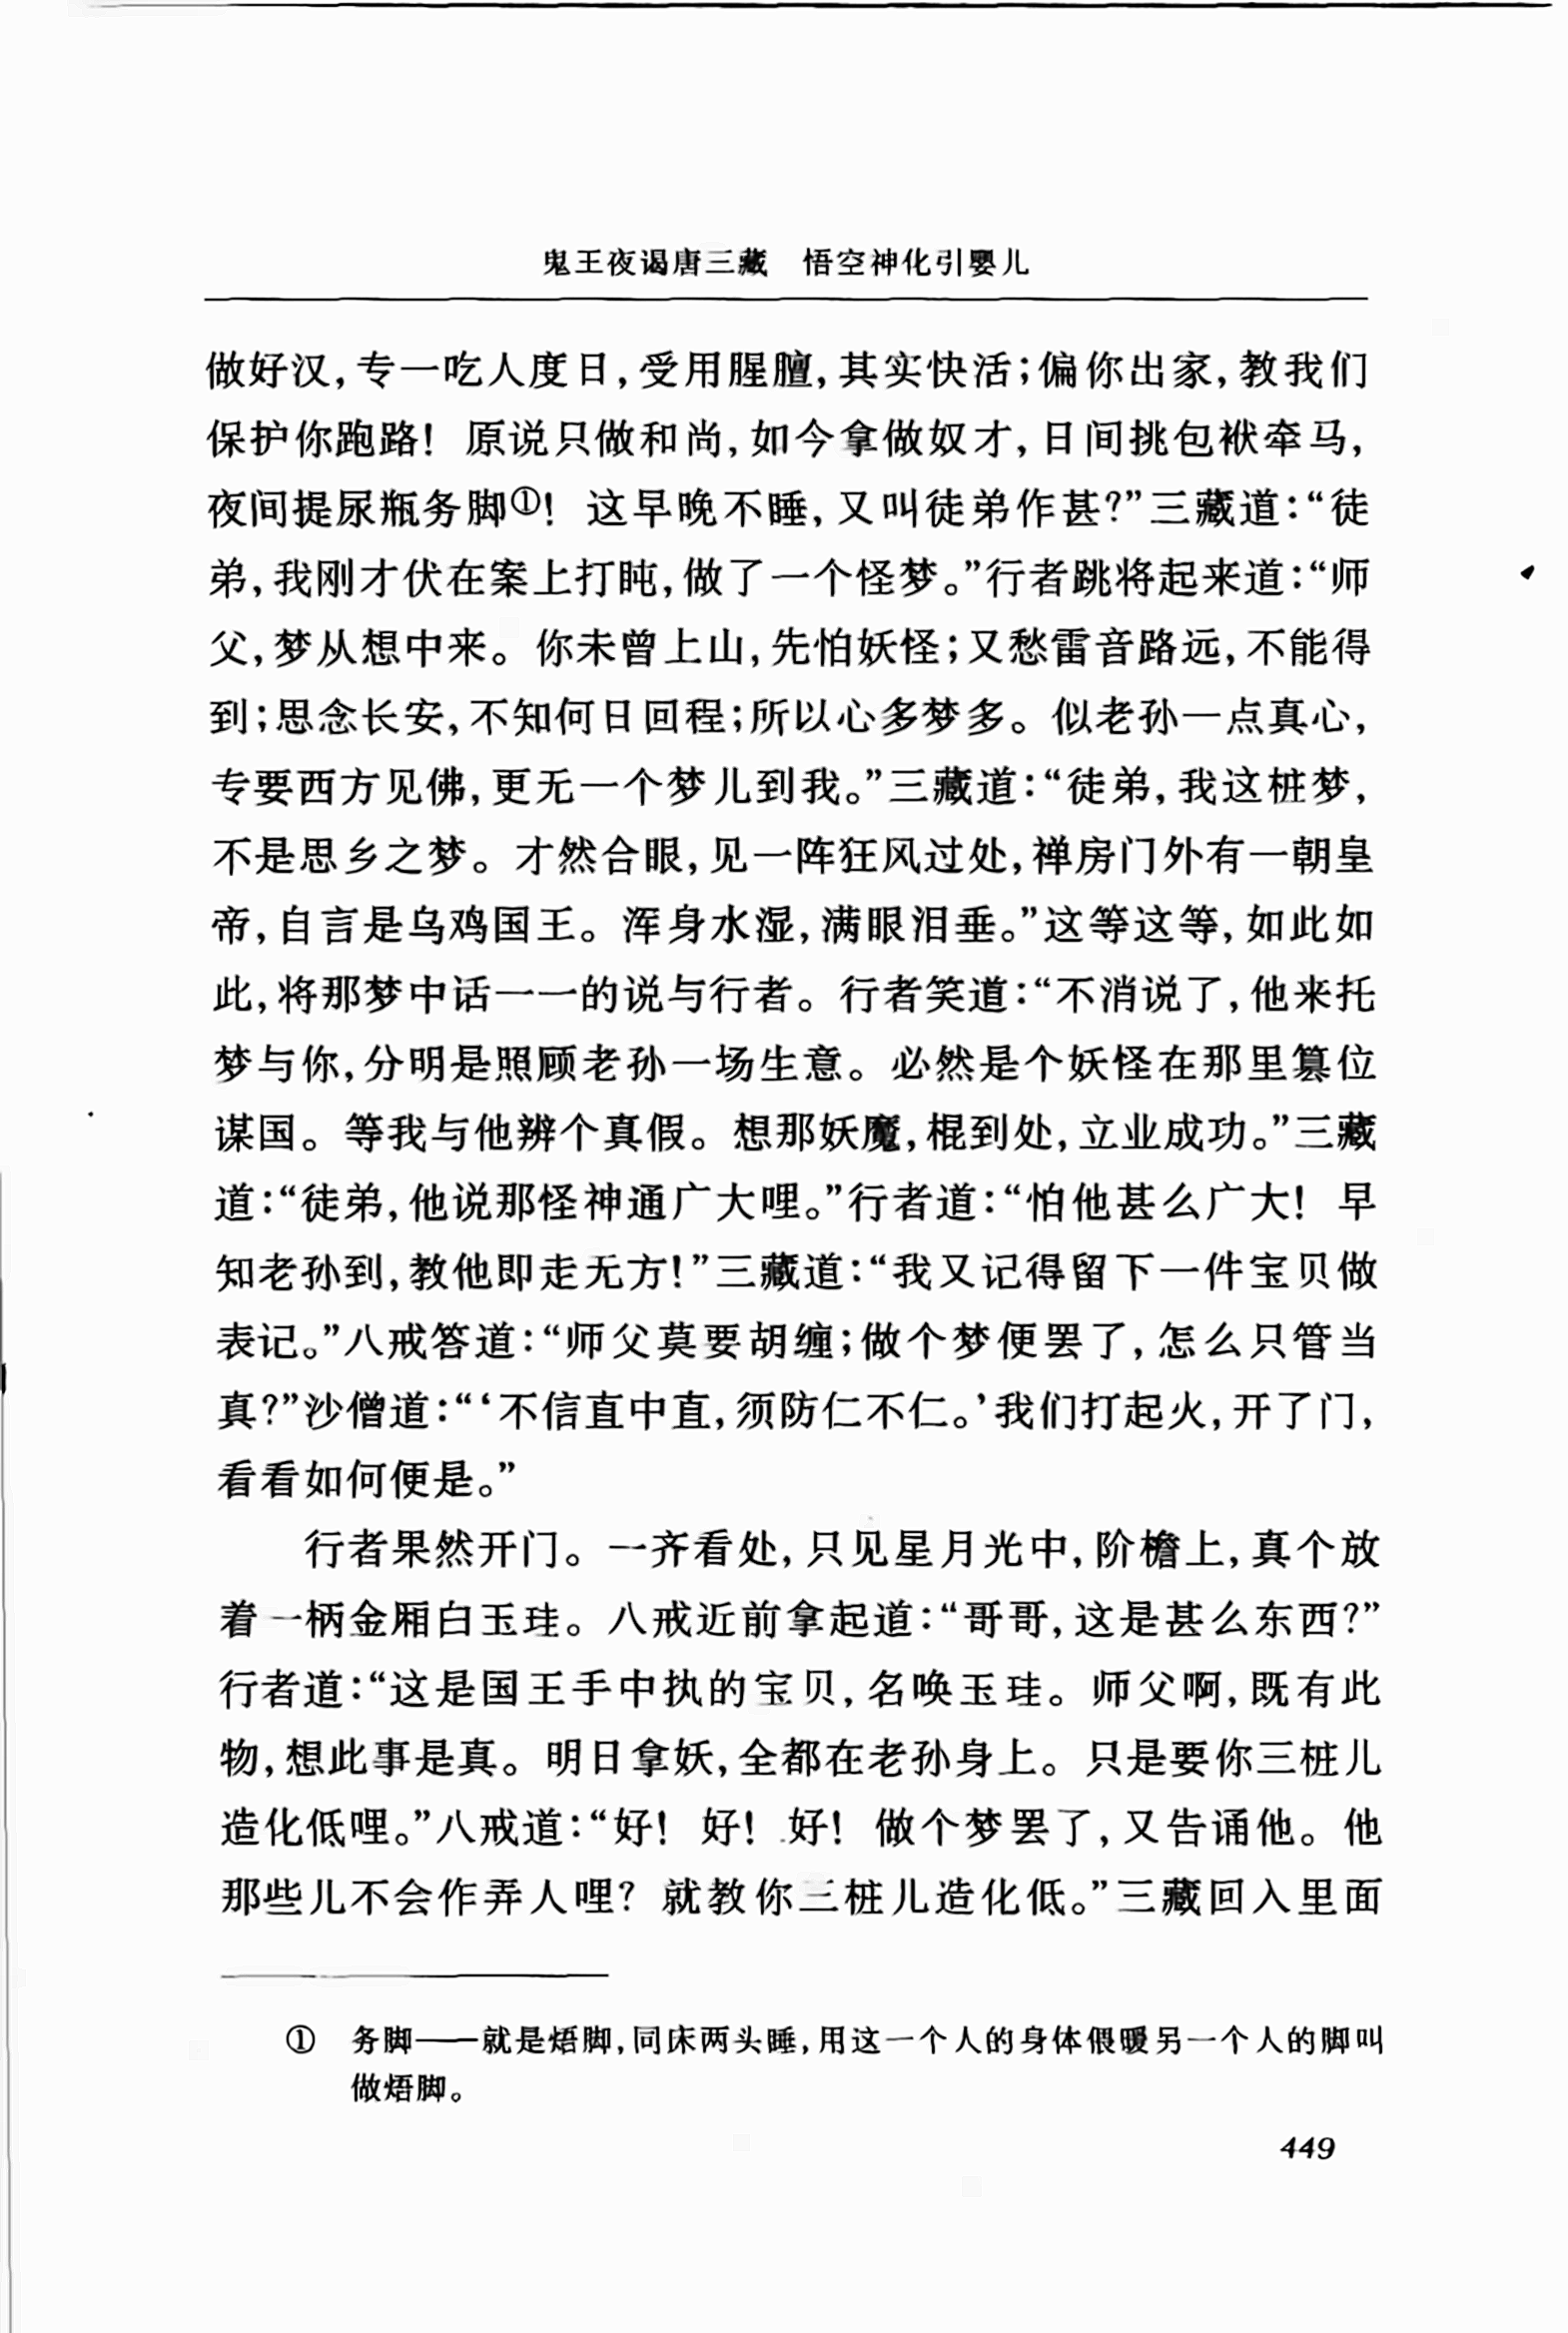 鬼王夜谒唐三藏　悟空神化引婴儿
做好汉,专一吃人度日,受用腥膻,其实快活;偏你出家,教我们
保护你跑路! 原说只做和尚,如今拿做奴才,日间挑包袱牵马,
夜间提尿瓶务脚①! 这早晚不睡,又叫徒弟作甚?”三藏道:“徒
弟,我刚才伏在案上打盹,做了一个怪梦。”行者跳将起来道:“师
父,梦从想中来。你未曾上山,先怕妖怪;又愁雷音路远,不能得
到;思念长安,不知何日回程;所以心多梦多。似老孙一点真心,
专要西方见佛,更无一个梦儿到我。”三藏道:“徒弟,我这桩梦,
不是思乡之梦。才然合眼,见一阵狂风过处,禅房门外有一朝皇
帝,自言是乌鸡国王。浑身水湿,满眼泪垂。”这等这等,如此如
此,将那梦中话一一的说与行者。行者笑道:“不消说了,他来托
梦与你,分明是照顾老孙一场生意。必然是个妖怪在那里篡位
谋国。等我与他辨个真假。想那妖魔,棍到处,立业成功。”三藏
道:“徒弟,他说那怪神通广大哩。”行者道:“怕他甚么广大! 早
知老孙到,教他即走无方!”三藏道:“我又记得留下一件宝贝做
表记。”八戒答道:“师父莫要胡缠;做个梦便罢了,怎么只管当
真?”沙僧道:“‘不信直中直,须防仁不仁。’我们打起火,开了门,
看看如何便是。”
行者果然开门。一齐看处,只见星月光中,阶檐上,真个放
着一柄金厢白玉珪。八戒近前拿起道:“哥哥,这是甚么东西?”
行者道:“这是国王手中执的宝贝,名唤玉珪。师父啊,既有此
物,想此事是真。明日拿妖,全都在老孙身上。只是要你三桩儿
造化低哩。”八戒道:“好! 好! 好! 做个梦罢了,又告诵他。他
那些儿不会作弄人哩? 就教你三桩儿造化低。”三藏回入里面
①　务脚——就是焐脚,同床两头睡,用这一个人的身体偎暖另一个人的脚叫
做焐脚。
449